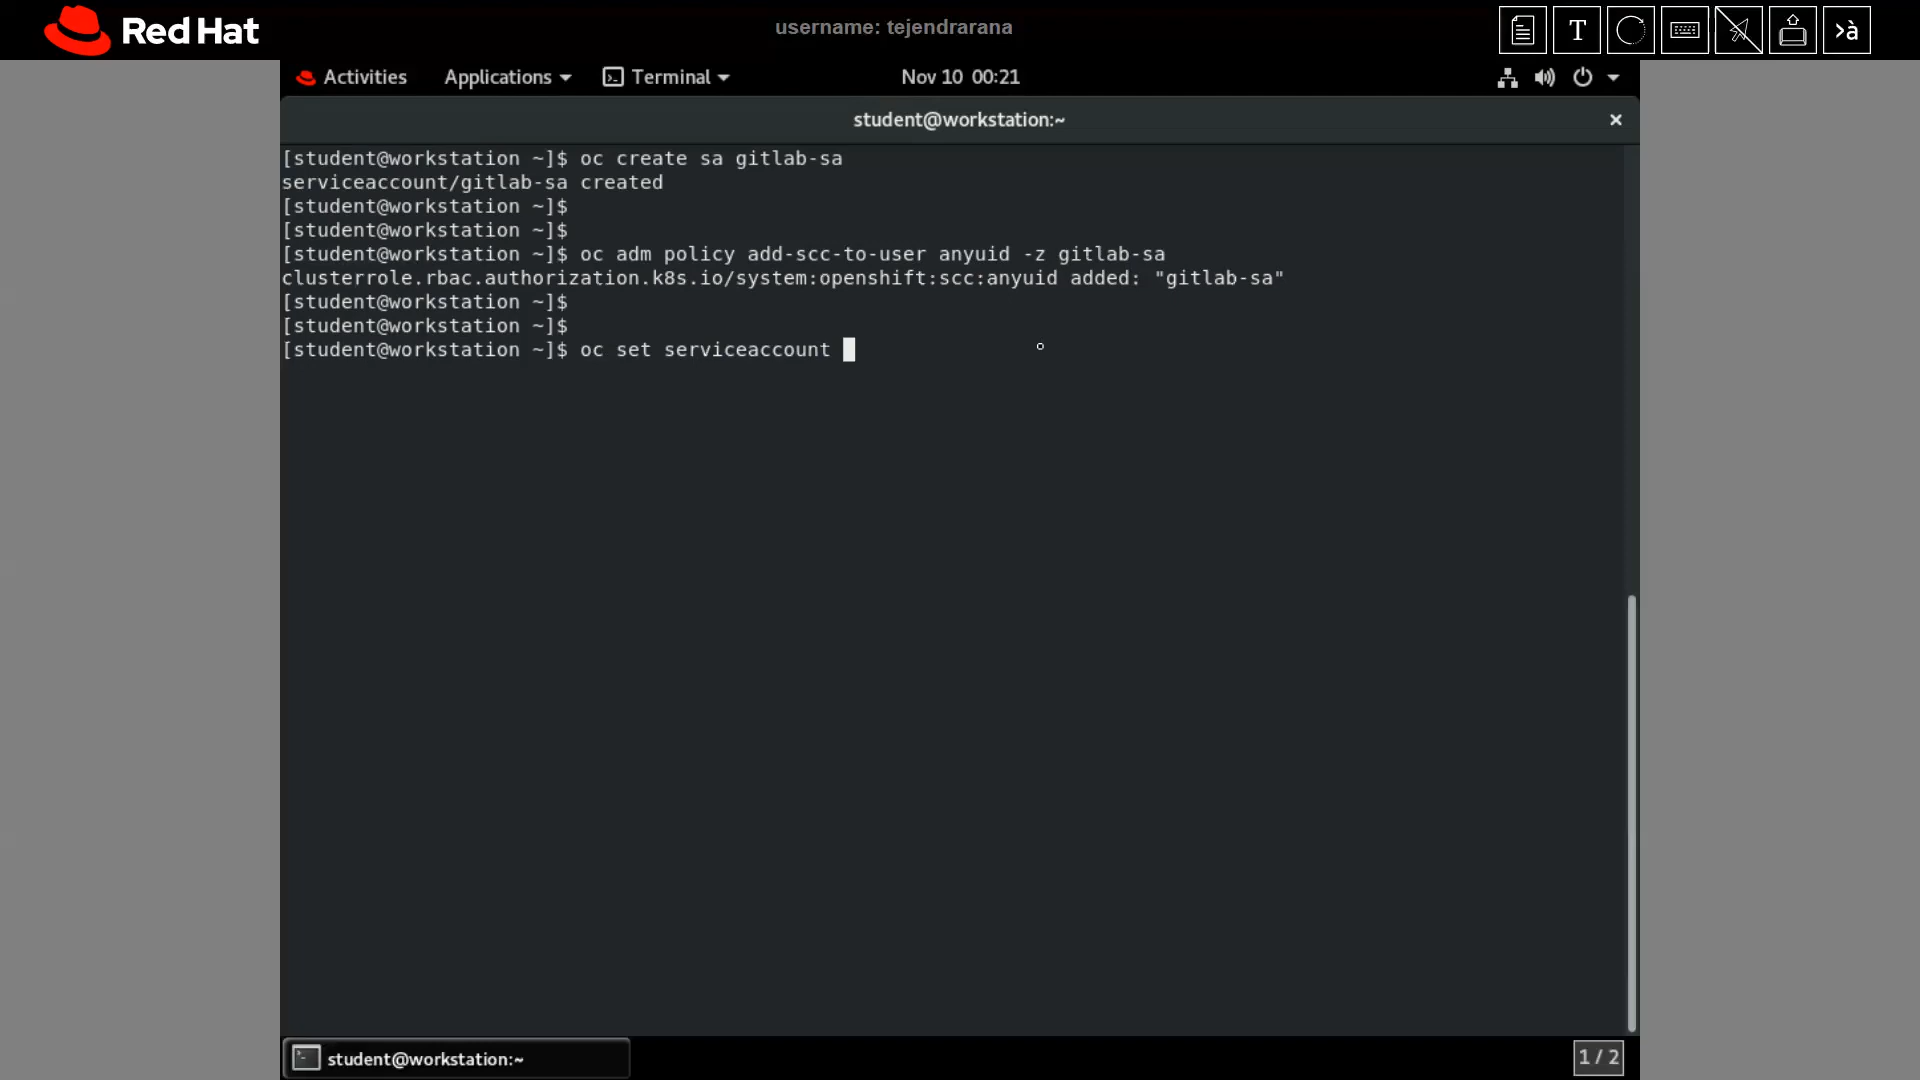 Red Hat
username: tejendrarana
T
>à
Activities Applications Terminal Nov 10 00:21
student@workstation:~ ×
[student@workstation ~]$ oc create sa gitlab-sa
serviceaccount/gitlab-sa created
[student@workstation ~]$
[student@workstation ~]$
[student@workstation ~]$ oc adm policy add-scc-to-user anyuid -z gitlab-sa
clusterrole.rbac.authorization.k8s.io/system:openshift:scc:anyuid added: "gitlab-sa"
[student@workstation ~]$
[student@workstation ~]$
[student@workstation ~]$ oc set serviceaccount
student@workstation:~
1 / 2